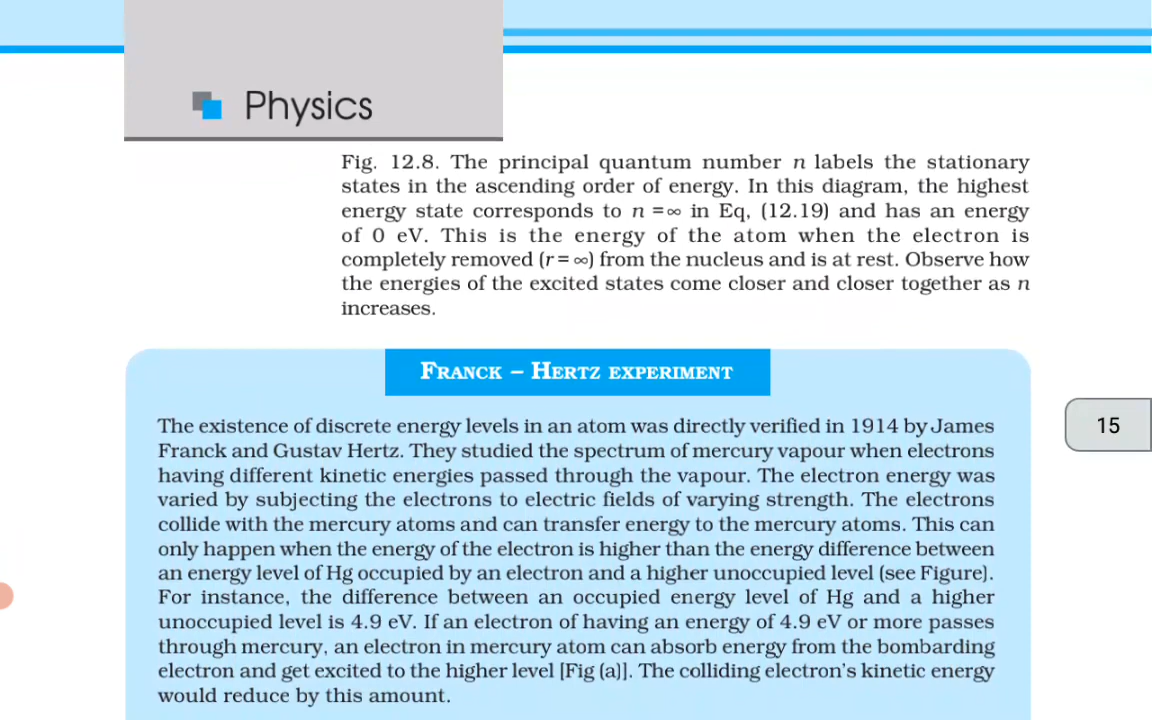 Physics
Fig. 12.8. The principal quantum number n labels the stationary
states in the ascending order of energy. In this diagram, the highest
energy state corresponds to n =∞ in Eq, (12.19) and has an energy
of 0 eV. This is the energy of the atom when the electron is
completely removed (r = ∞) from the nucleus and is at rest. Observe how
the energies of the excited states come closer and closer together as n
increases.
FRANCK – HERTZ EXPERIMENT
The existence of discrete energy levels in an atom was directly verified in 1914 by James
Franck and Gustav Hertz. They studied the spectrum of mercury vapour when electrons
having different kinetic energies passed through the vapour. The electron energy was
varied by subjecting the electrons to electric fields of varying strength. The electrons
collide with the mercury atoms and can transfer energy to the mercury atoms. This can
only happen when the energy of the electron is higher than the energy difference between
an energy level of Hg occupied by an electron and a higher unoccupied level (see Figure).
For instance, the difference between an occupied energy level of Hg and a higher
unoccupied level is 4.9 eV. If an electron of having an energy of 4.9 eV or more passes
through mercury, an electron in mercury atom can absorb energy from the bombarding
electron and get excited to the higher level [Fig (a)]. The colliding electron's kinetic energy
would reduce by this amount.
15